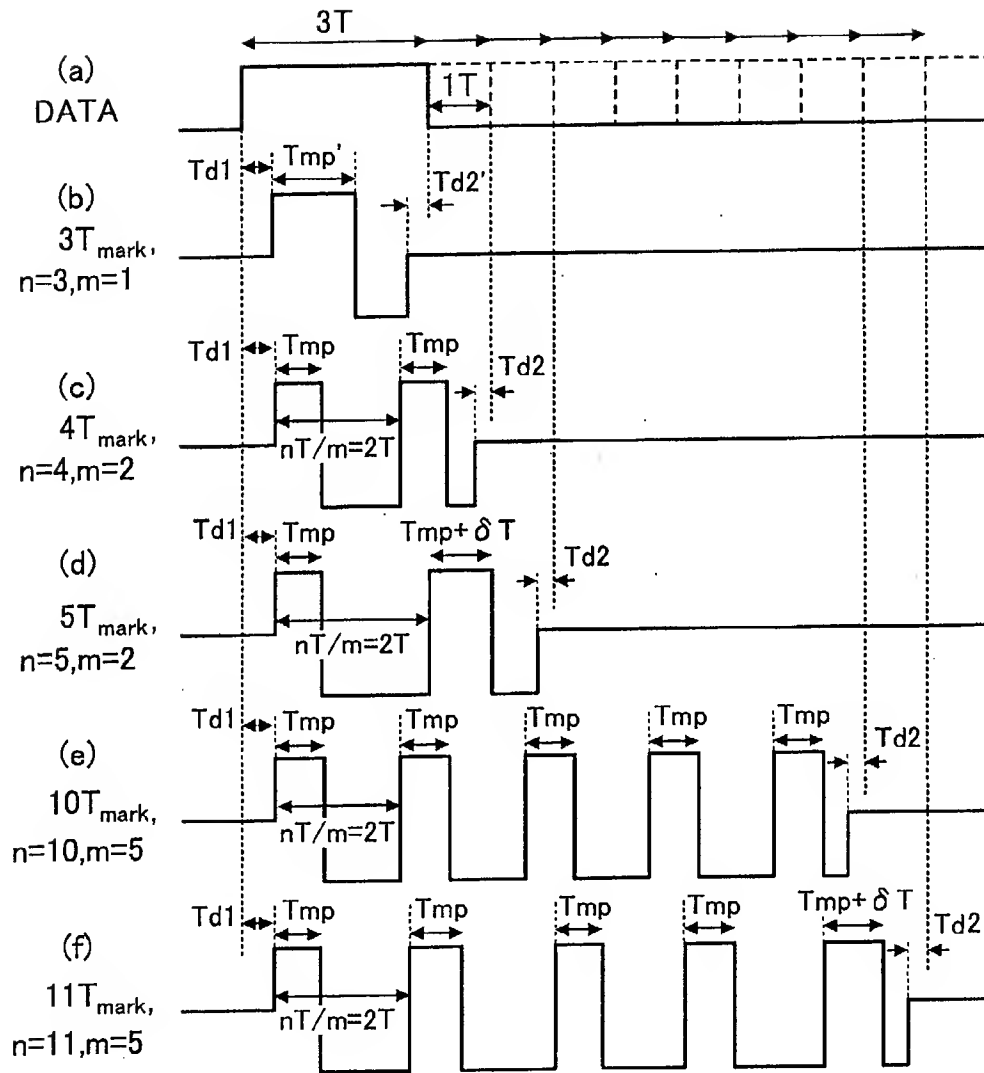 3T
(a)
DATA
1T
Td1 Tmp' Td2'
(b)
3Tmark,
n=3,m=1
Td1 Tmp Tmp Td2
(c)
4Tmark,
n=4,m=2
nT/m=2T
Td1 Tmp Tmp+δT Td2
(d)
5Tmark,
n=5,m=2
nT/m=2T
Td1 Tmp Tmp Tmp Tmp Tmp Td2
(e)
10Tmark,
n=10,m=5
nT/m=2T
Td1 Tmp Tmp Tmp Tmp Tmp+δT Td2
(f)
11Tmark,
n=11,m=5
nT/m=2T